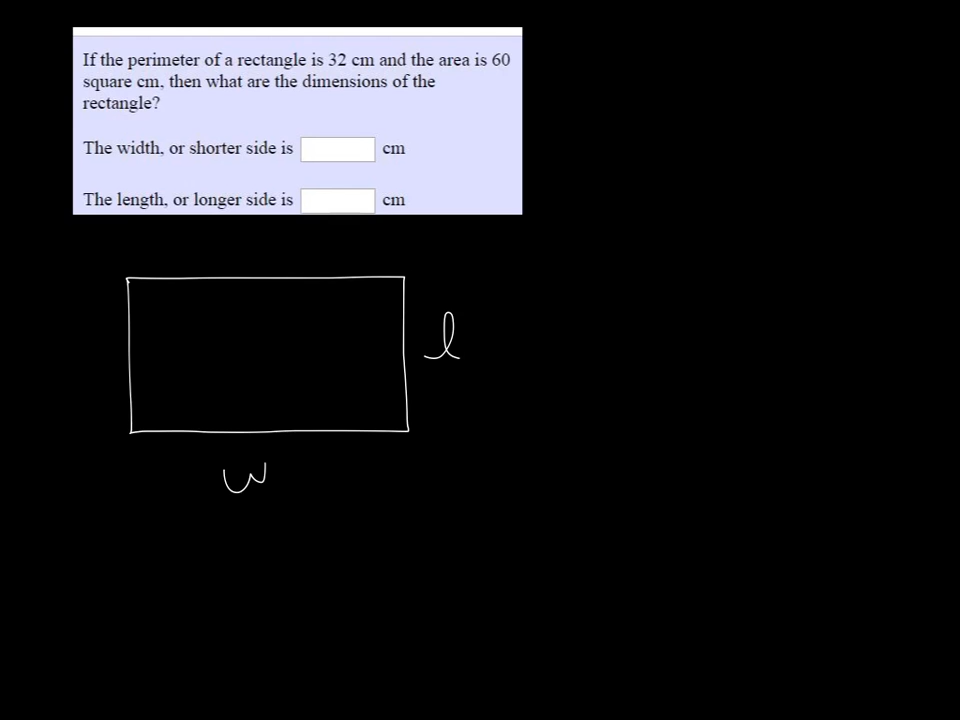 If the perimeter of a rectangle is 32 cm and the area is 60
square cm, then what are the dimensions of the
rectangle?
The width, or shorter side is cm
The length, or longer side is cm
l
w